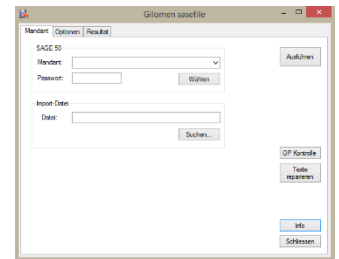 Gilomen sasefile
Mandant Optionen Resultat
SAGE 50
Mandant:
Passwort:
Wählen
Import-Datei
Datei:
Suchen...
Ausführen
OP Kontrolle
Texte
reparieren
Info
Schliessen